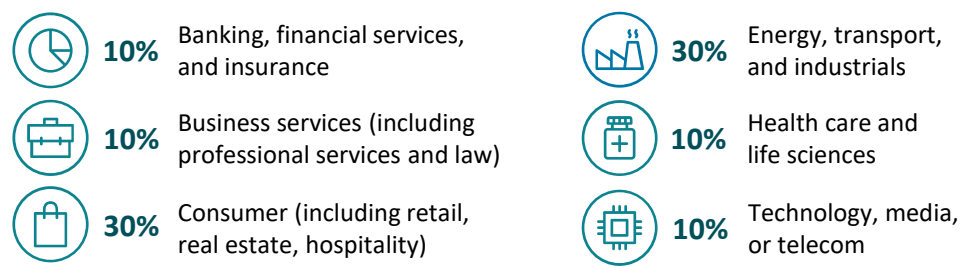 10%
Banking, financial services,
and insurance
10%
Business services (including
professional services and law)
30%
Consumer (including retail,
real estate, hospitality)
30%
Energy, transport,
and industrials
10%
Health care and
life sciences
10%
Technology, media,
or telecom